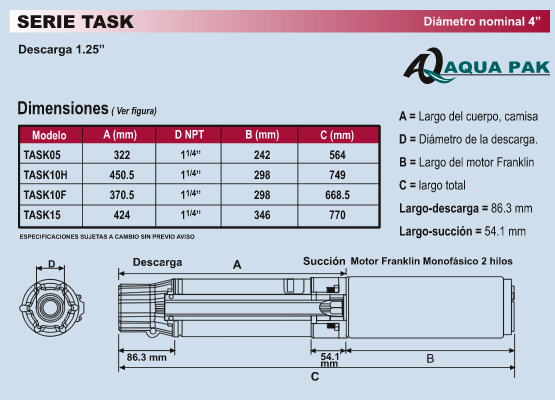 SERIE TASK
Diámetro nominal 4”
Descarga 1.25”
AQUA PAK
Dimensiones ( Ver figura)
Modelo A (mm) D NPT B (mm) C (mm)
TASK05 322 1 1/4” 242 564
TASK10H 450.5 1 1/4” 298 749
TASK10F 370.5 1 1/4” 298 668.5
TASK15 424 1 1/4” 346 770
ESPECIFICACIONES SUJETAS A CAMBIO SIN PREVIO AVISO
A = Largo del cuerpo, camisa
D = Diámetro de la descarga.
B = Largo del motor Franklin
C = largo total
Largo-descarga = 86.3 mm
Largo-succión = 54.1 mm
D
Descarga A Succión Motor Franklin Monofásico 2 hilos
86.3 mm 54.1 B
mm
C